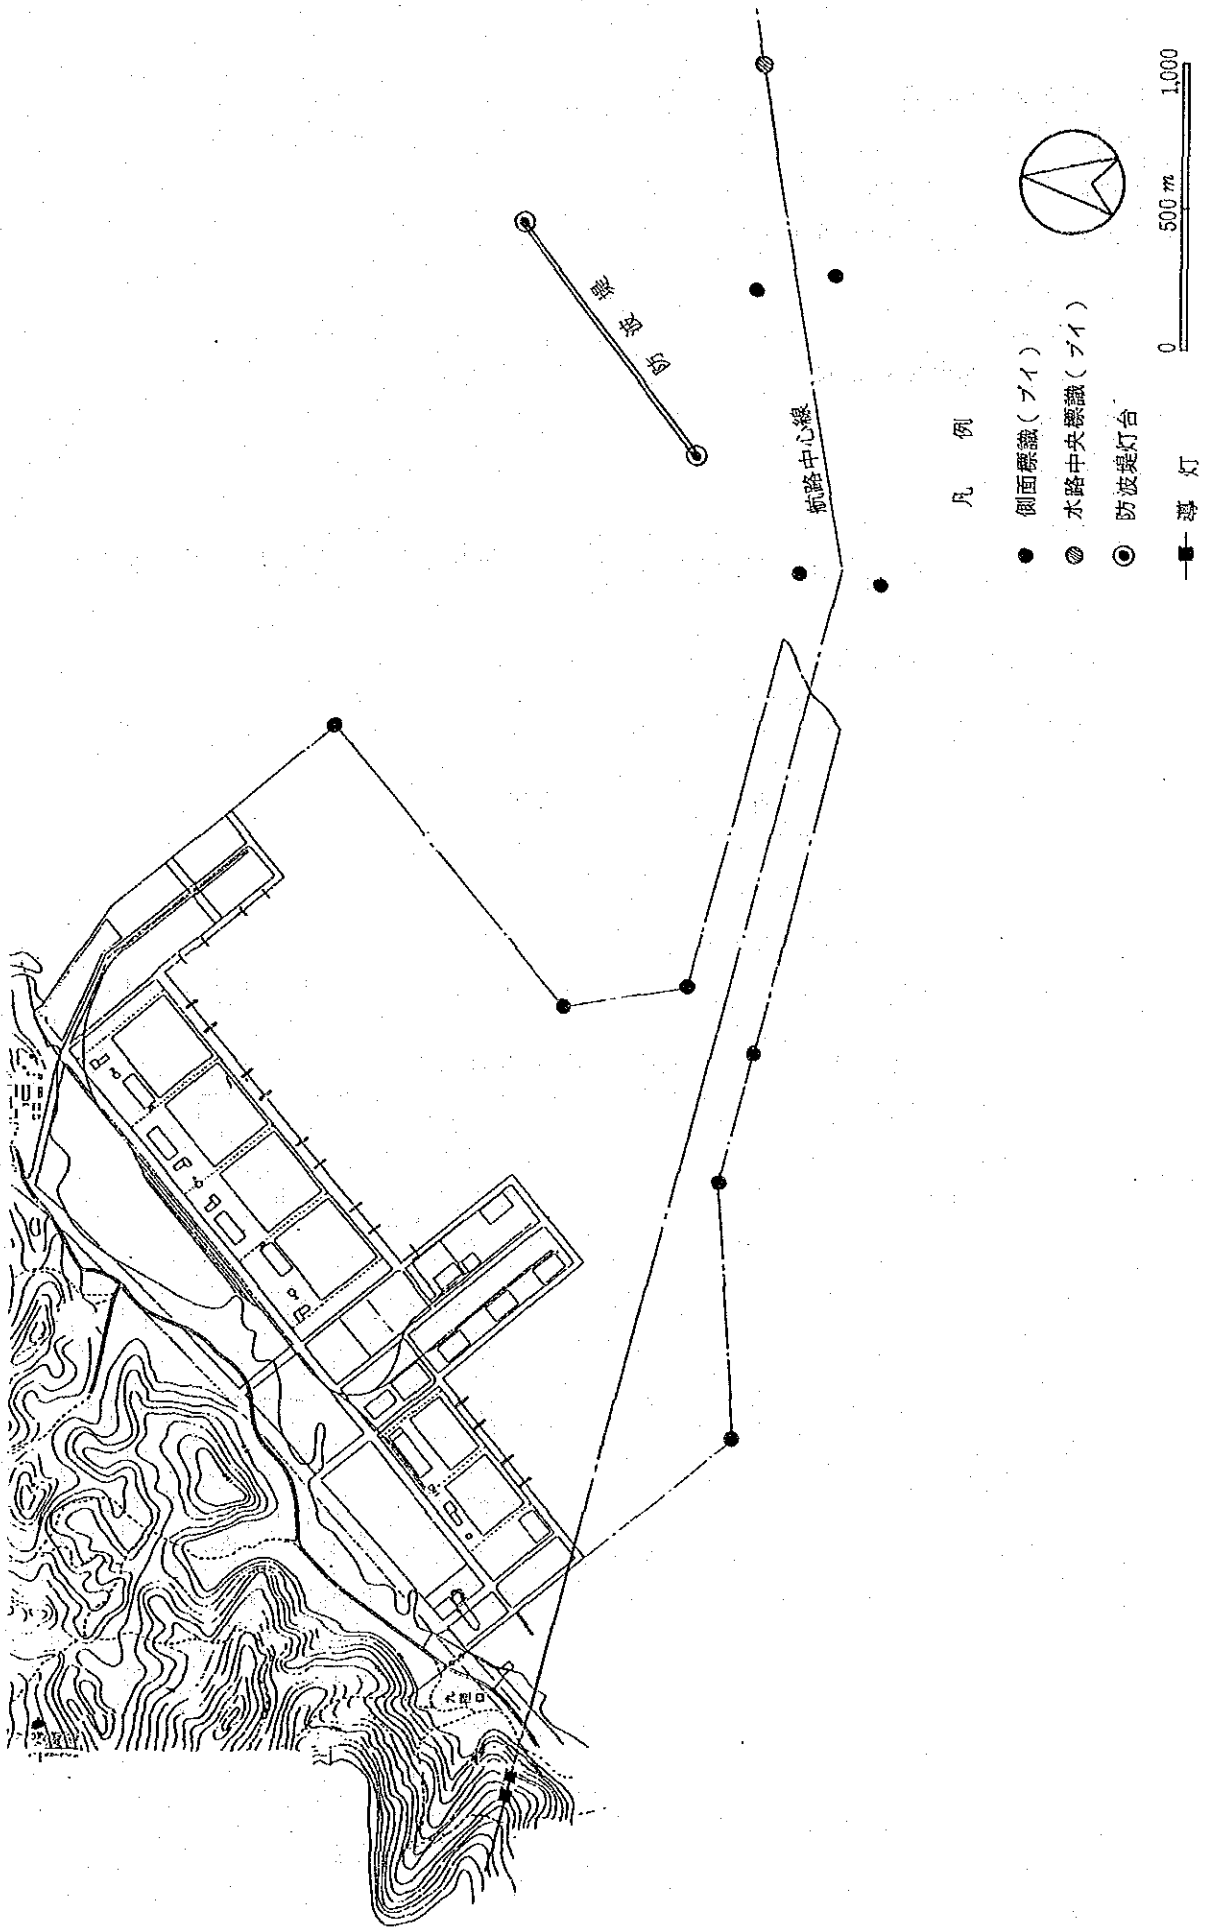 防波堤
航路中心線
凡例
側面標識(ブイ)
水路中央標識(ブイ)
防波堤灯台
導灯
0 500m 1,000